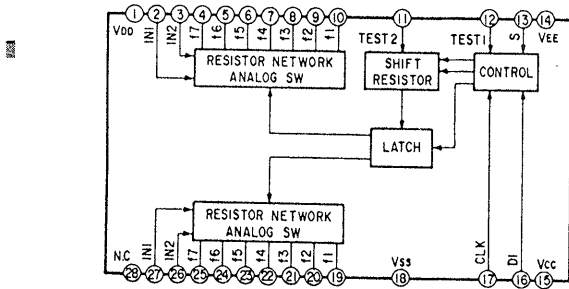 1 2 3 4 5 6 7 8 9 10 11 12 13 14
VDD IN1 IN2 f7 f6 f5 f4 f3 f2 f1 TEST2 TEST1 S VEE
RESISTOR NETWORK
ANALOG SW
SHIFT
RESISTOR
CONTROL
LATCH
RESISTOR NETWORK
ANALOG SW
N.C IN1 IN2 f7 f6 f5 f4 f3 f2 f1 VSS CLK DI VCC
28 27 26 25 24 23 22 21 20 19 18 17 16 15